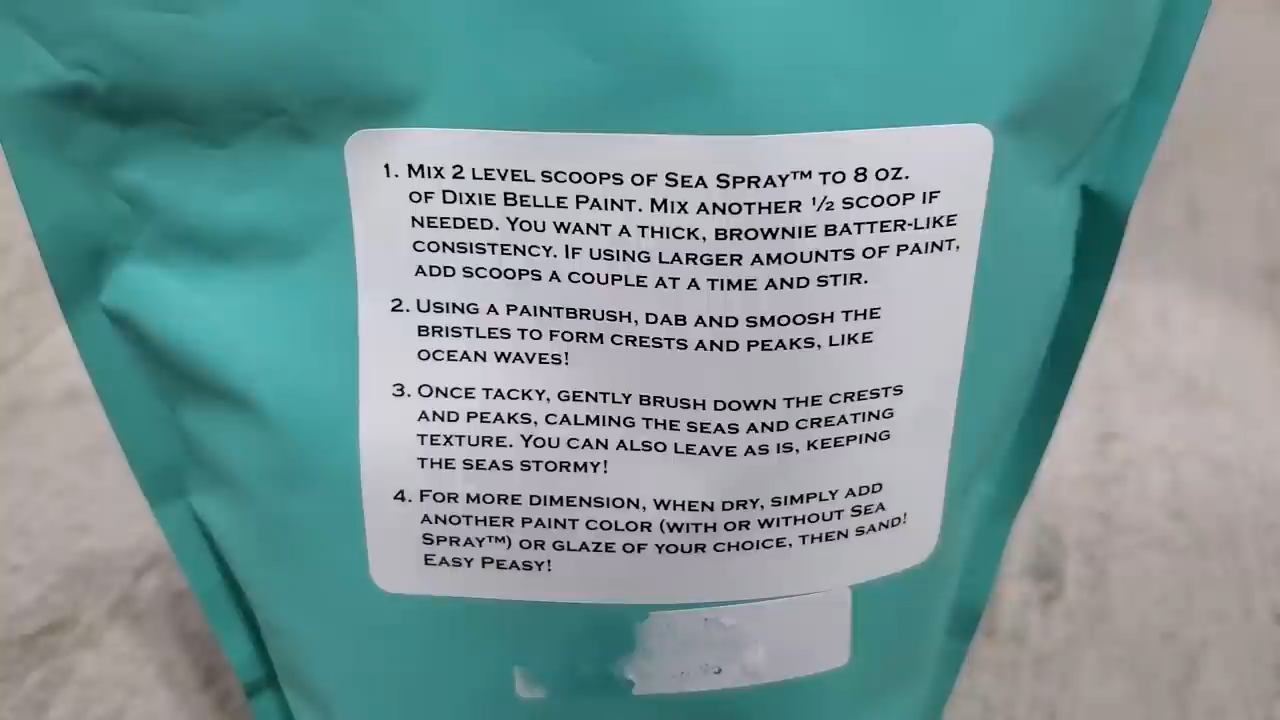 1. MIX 2 LEVEL SCOOPS OF SEA SPRAY™ TO 8 OZ.
OF DIXIE BELLE PAINT. MIX ANOTHER ½ SCOOP IF
NEEDED. YOU WANT A THICK, BROWNIE BATTER-LIKE
CONSISTENCY. IF USING LARGER AMOUNTS OF PAINT,
ADD SCOOPS A COUPLE AT A TIME AND STIR.
2. USING A PAINTBRUSH, DAB AND SMOOSH THE
BRISTLES TO FORM CRESTS AND PEAKS, LIKE
OCEAN WAVES!
3. ONCE TACKY, GENTLY BRUSH DOWN THE CRESTS
AND PEAKS, CALMING THE SEAS AND CREATING
TEXTURE. YOU CAN ALSO LEAVE AS IS, KEEPING
THE SEAS STORMY!
4. FOR MORE DIMENSION, WHEN DRY, SIMPLY ADD
ANOTHER PAINT COLOR (WITH OR WITHOUT SEA
SPRAY™) OR GLAZE OF YOUR CHOICE, THEN SAND!
EASY PEASY!